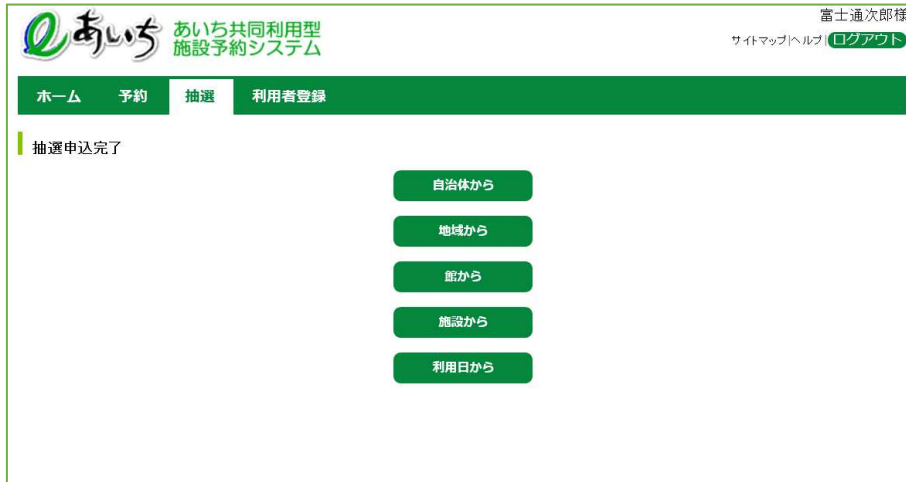 あいち
あいち共同利用型
施設予約システム
富士通次郎様
サイトマップ|ヘルプ|ログアウト
ホーム 予約 抽選 利用者登録
抽選申込完了
自治体から
地域から
館から
施設から
利用日から